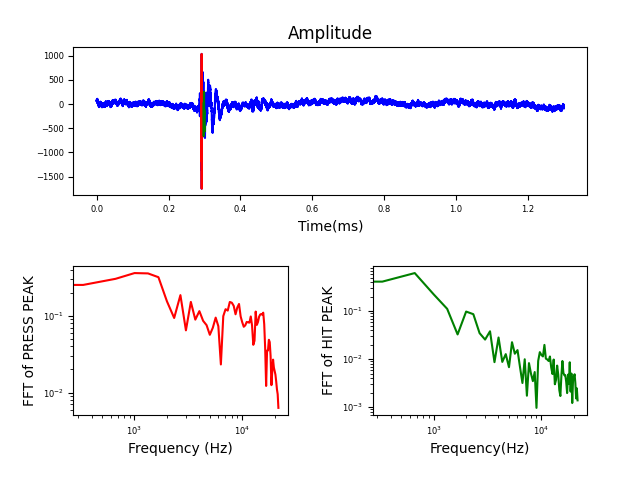 Amplitude
1000
500
0
−500
−1000
−1500
0.0 0.2 0.4 0.6 0.8 1.0 1.2
Time(ms)
FFT of PRESS PEAK
10⁻¹
10⁻²
10³ 10⁴
Frequency (Hz)
FFT of HIT PEAK
10⁻¹
10⁻²
10⁻³
10³ 10⁴
Frequency(Hz)